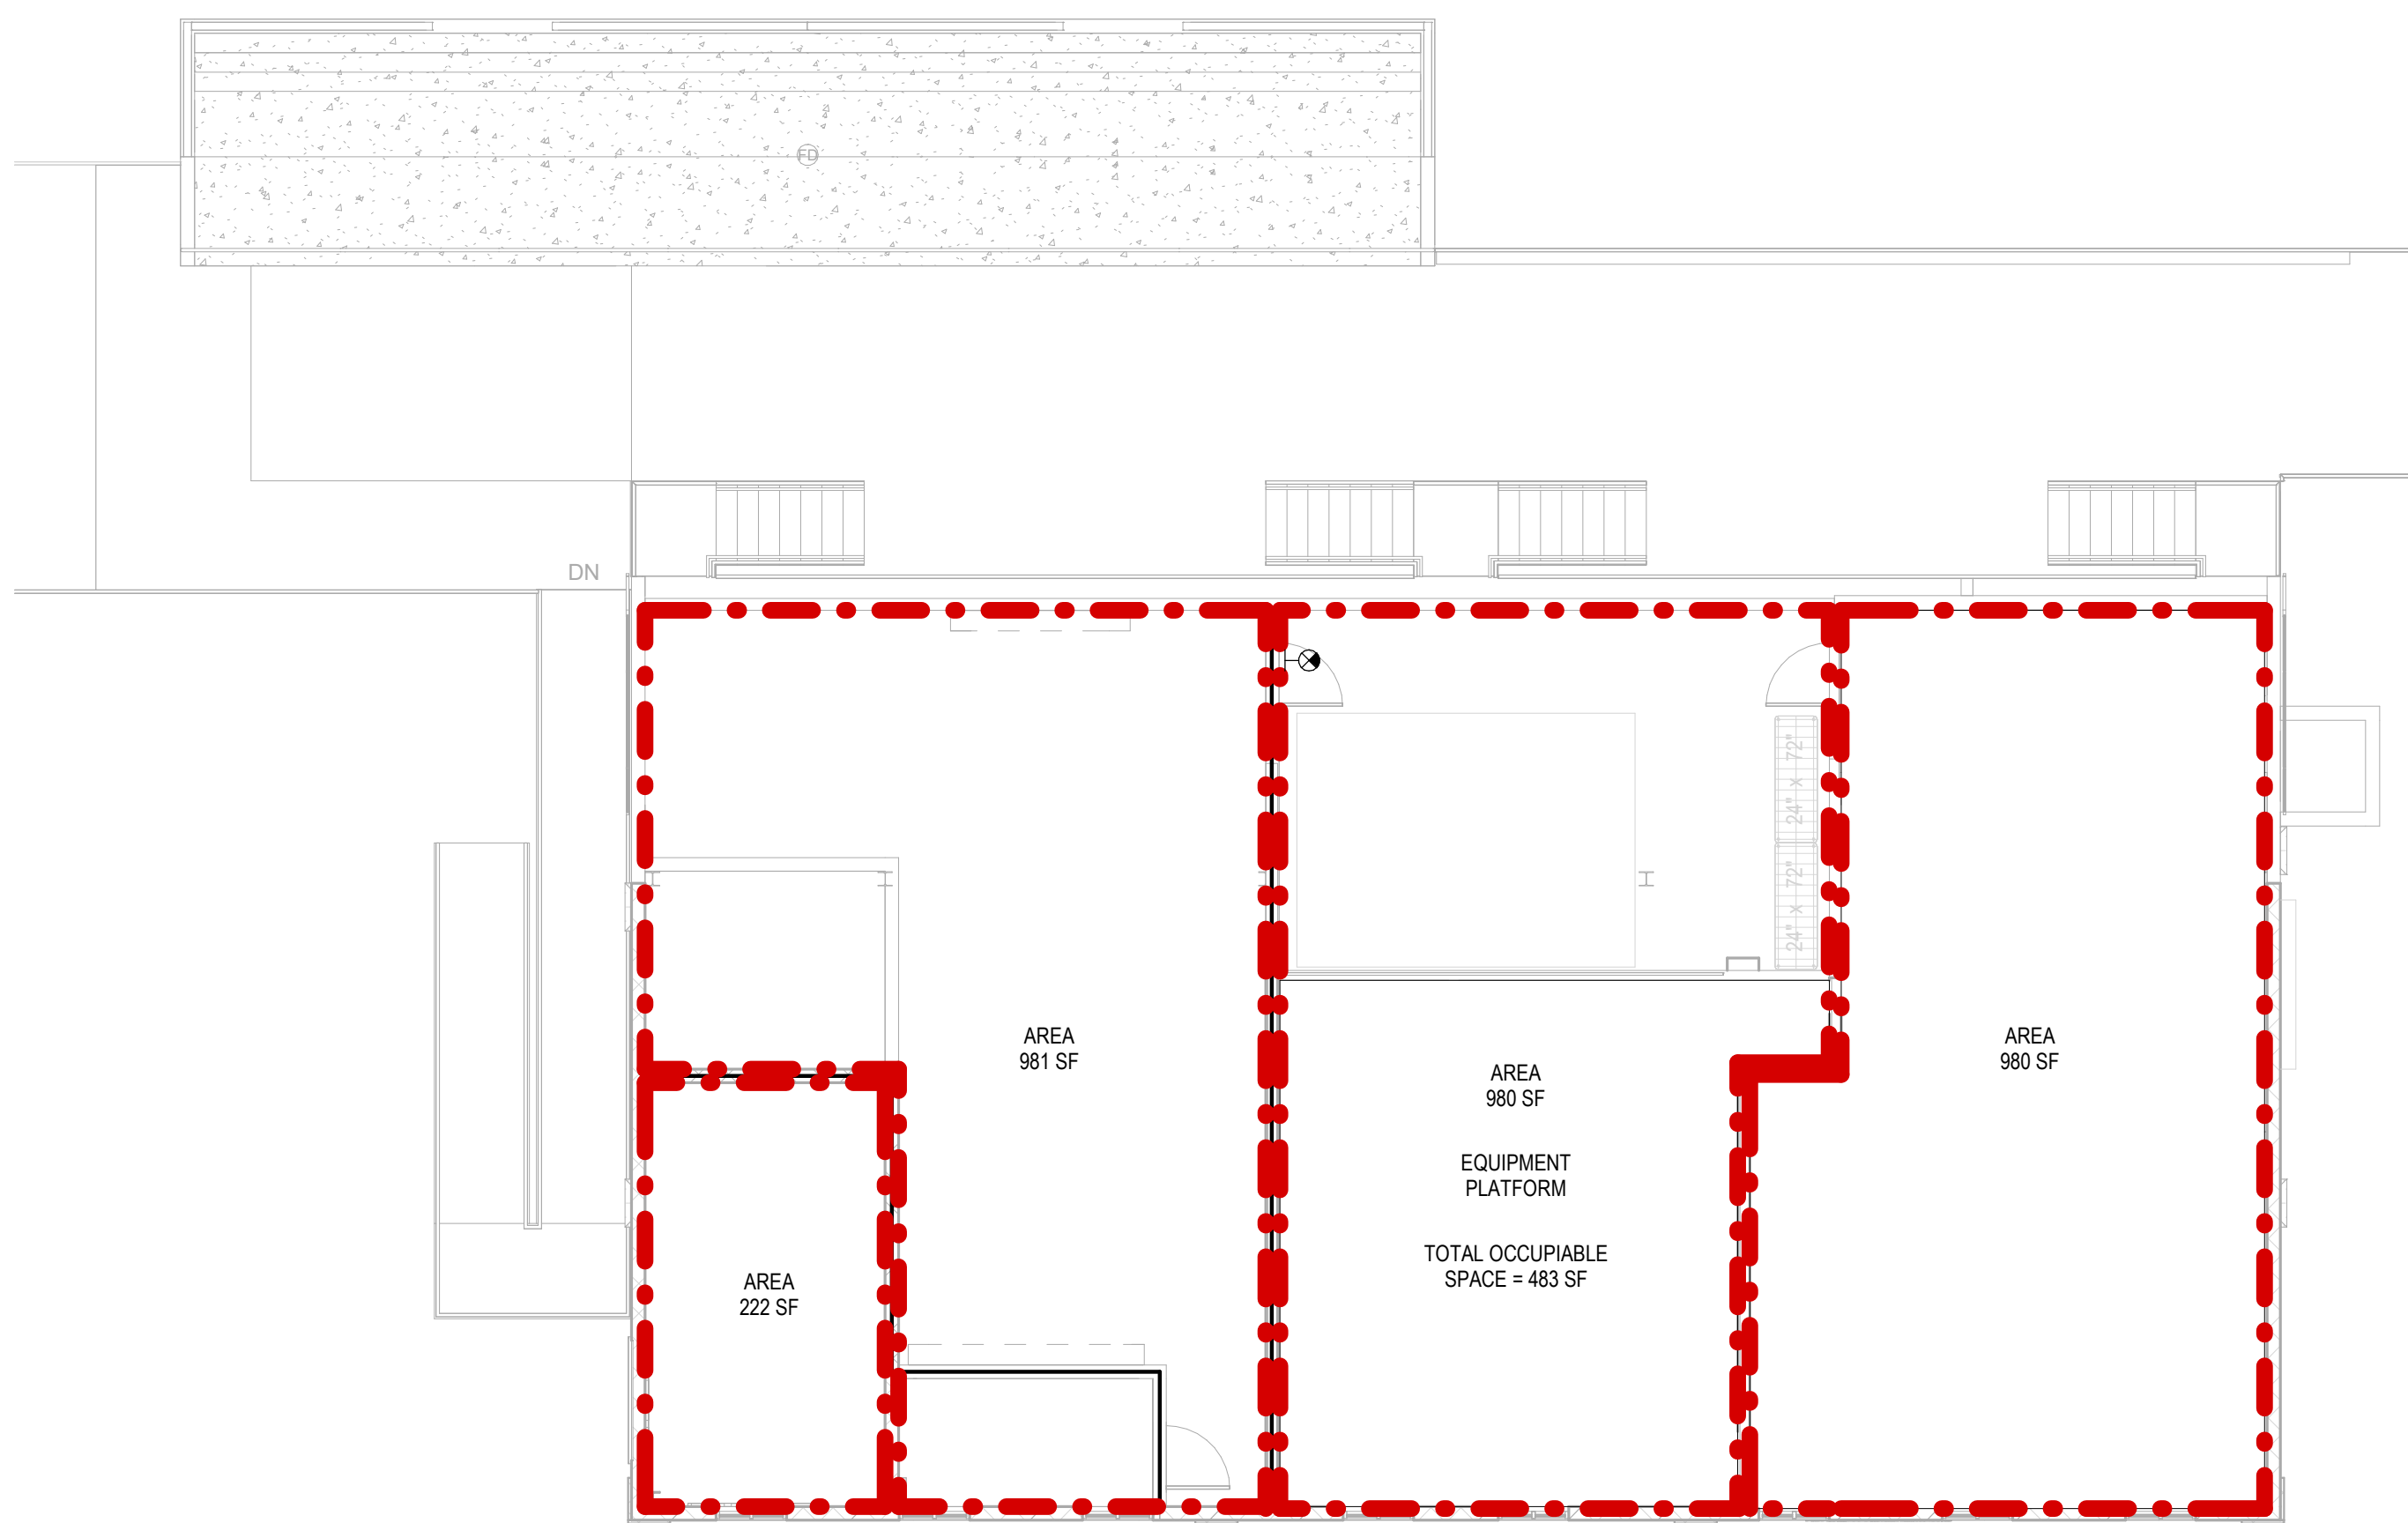 FD
DN
24" x 72"
24" x 72"
AREA
981 SF
AREA
980 SF
EQUIPMENT
PLATFORM
TOTAL OCCUPIABLE
SPACE = 483 SF
AREA
980 SF
AREA
222 SF